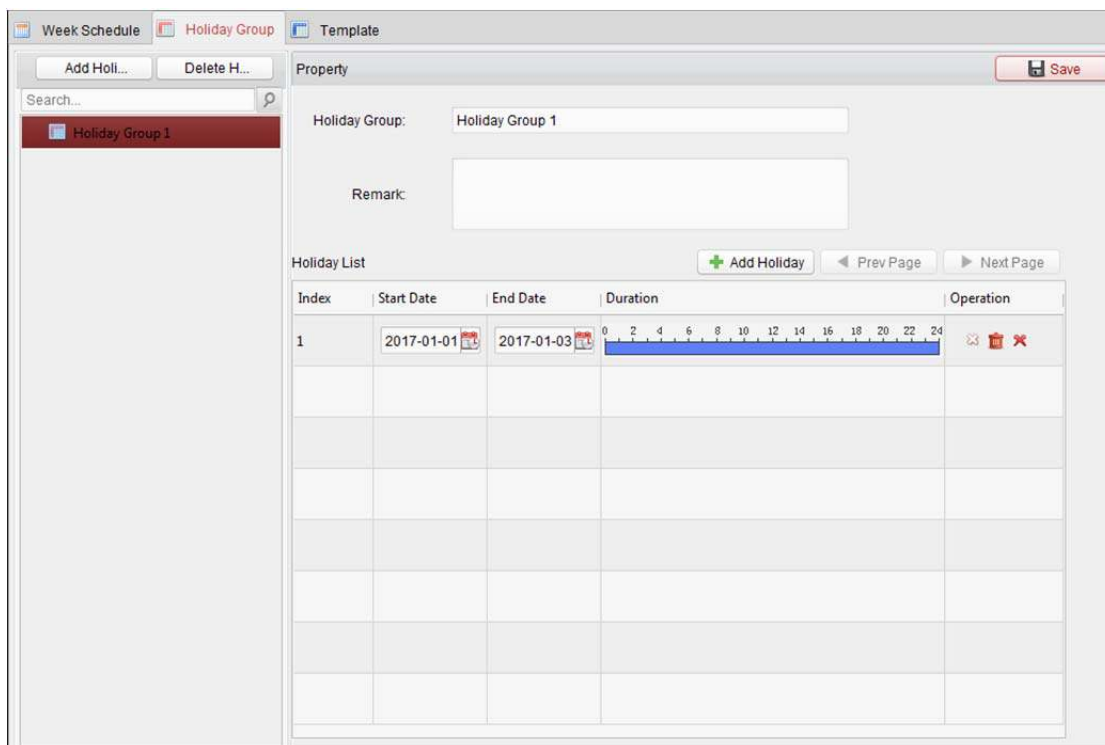 Week Schedule Holiday Group Template
Add Holi... Delete H... Property Save
Search...
Holiday Group: Holiday Group 1
Holiday Group 1
Remark:
Holiday List Add Holiday Prev Page Next Page
Index Start Date End Date Duration Operation
0 2 4 6 8 10 12 14 16 18 20 22 24
1 2017-01-01 2017-01-03